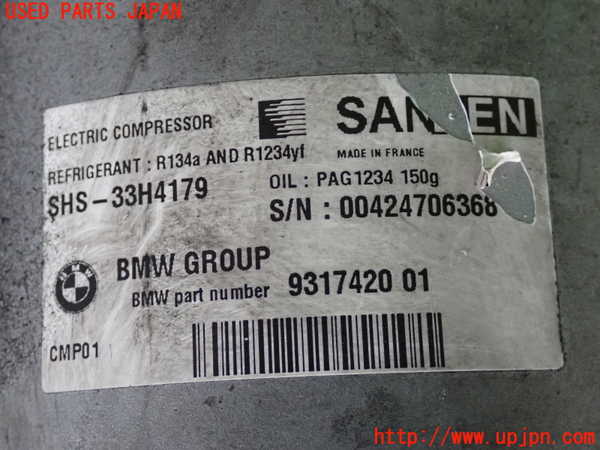 USED PARTS JAPAN
ELECTRIC COMPRESSOR
REFRIGERANT : R134a AND R1234yf
MADE IN FRANCE
SHS-33H4179
OIL : PAG1234 150g
S/N : 00424706368
BMW
BMW GROUP
BMW part number 9317420 01
CMP01
http://www.upjpn.com/